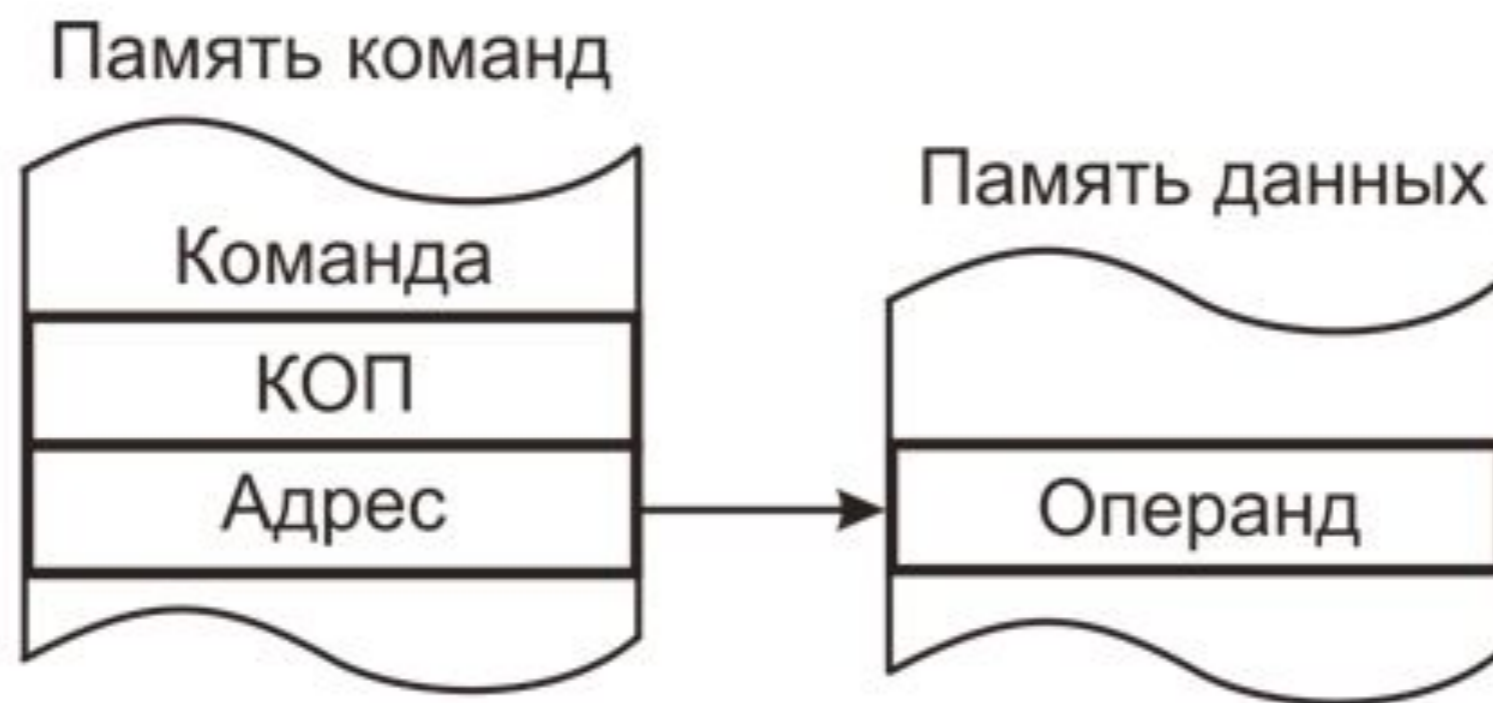 Память команд
Команда
КОП
Адрес
Память данных
Операнд